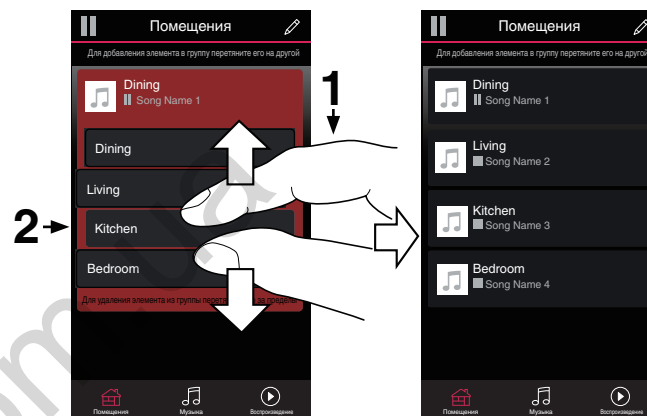 Помещения
Для добавления элемента в группу перетяните его на другой
Dining
Song Name 1
Dining
Living
Kitchen
Bedroom
Для удаления элемента из группы за пределы
Помещения
Музыка
Воспроизведение
1
2
Помещения
Для добавления элемента в группу перетяните его на другой
Dining
Song Name 1
Living
Song Name 2
Kitchen
Song Name 3
Bedroom
Song Name 4
Помещения
Музыка
Воспроизведение